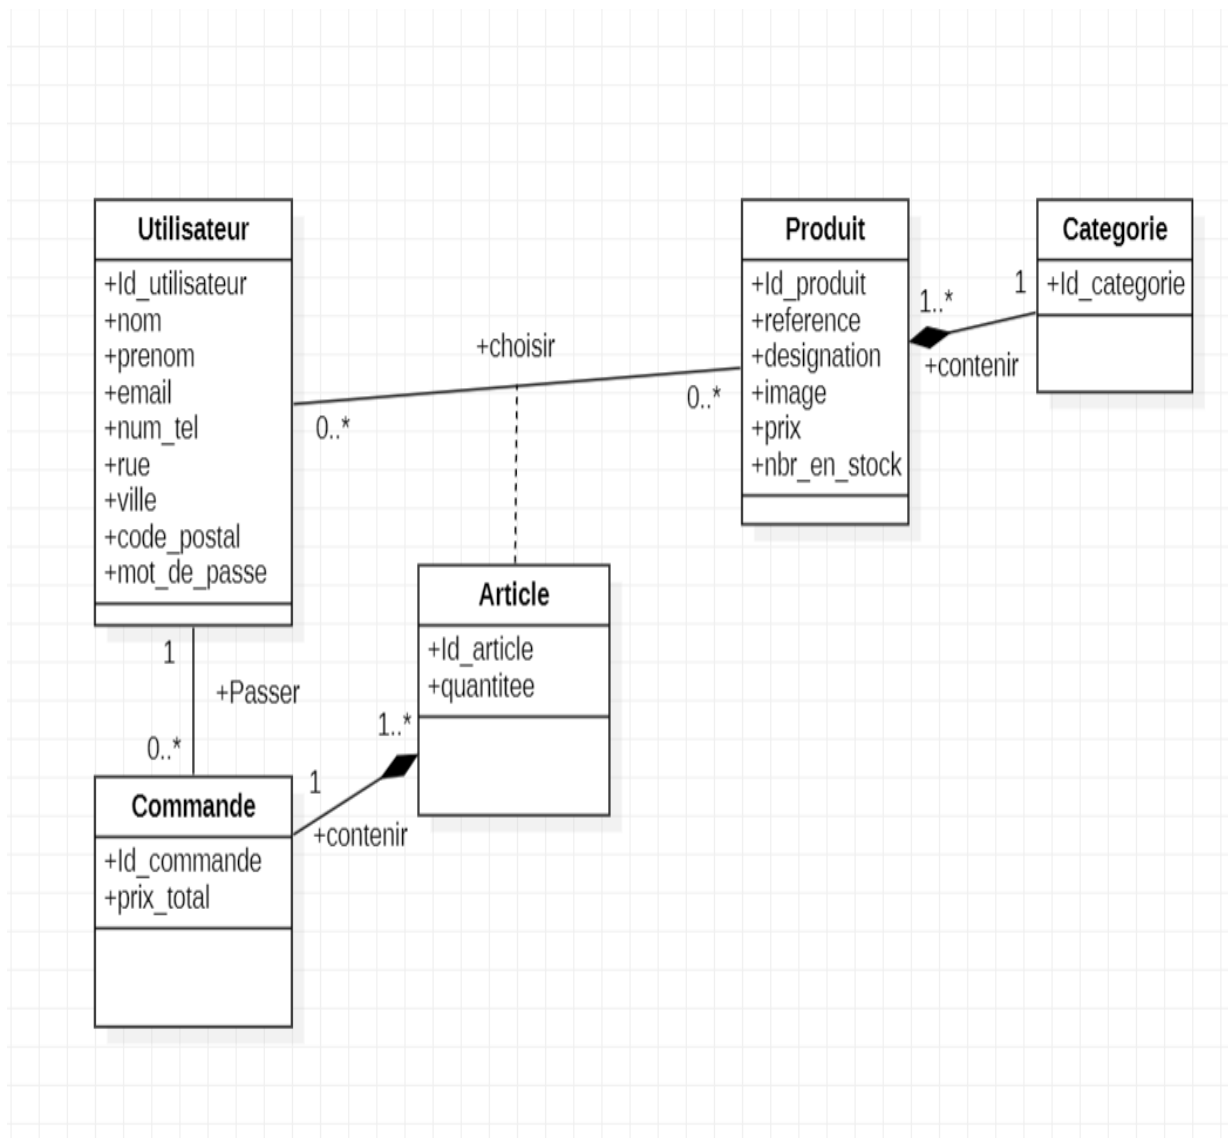 Utilisateur
+Id_utilisateur
+nom
+prenom
+email
+num_tel
+rue
+ville
+code_postal
+mot_de_passe
+choisir
0..*
0..*
Produit
+Id_produit
+reference
+designation
+image
+prix
+nbr_en_stock
1..*
1
+contenir
Categorie
+Id_categorie
Article
+Id_article
+quantitee
1
+Passer
0..*
1..*
1
+contenir
Commande
+Id_commande
+prix_total